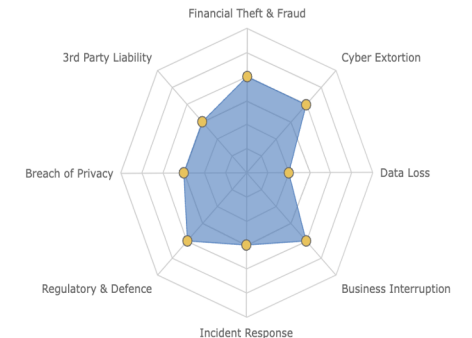 Financial Theft & Fraud
3rd Party Liability
Cyber Extortion
Breach of Privacy
Data Loss
Regulatory & Defence
Business Interruption
Incident Response